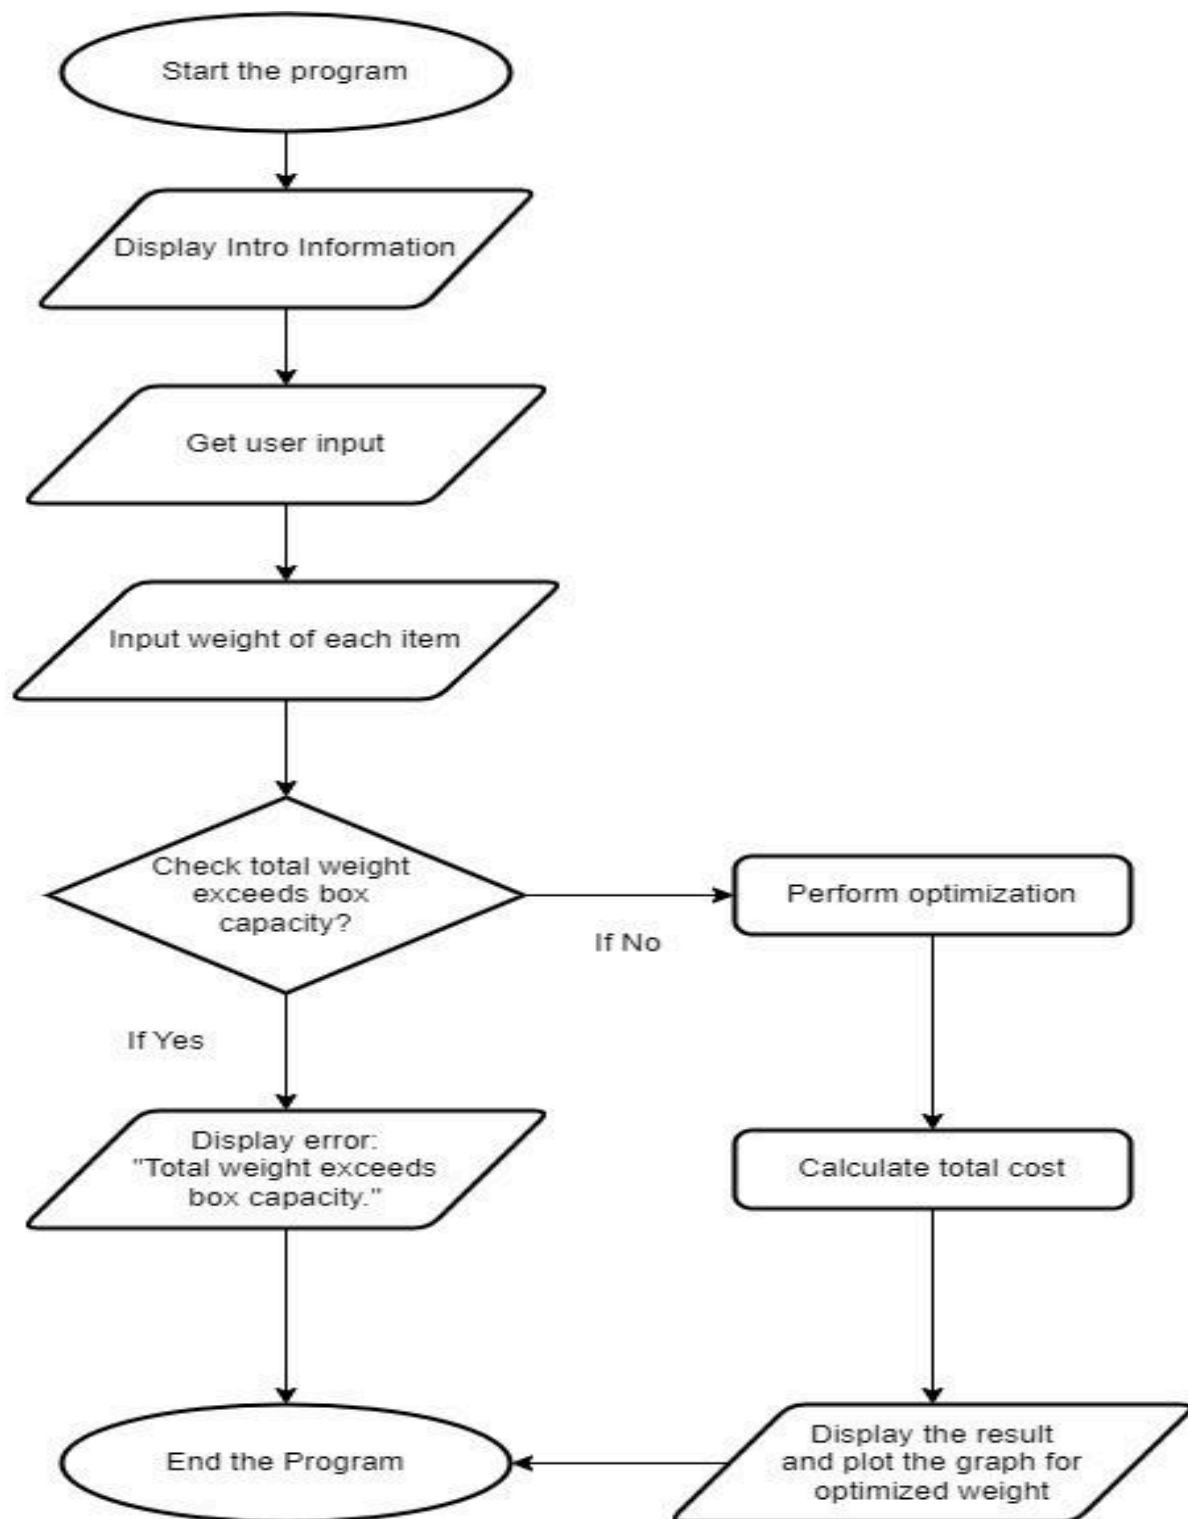 Start the program
Display Intro Information
Get user input
Input weight of each item
Check total weight
exceeds box
capacity?
If No
Perform optimization
If Yes
Display error:
"Total weight exceeds
box capacity."
Calculate total cost
End the Program
Display the result
and plot the graph for
optimized weight